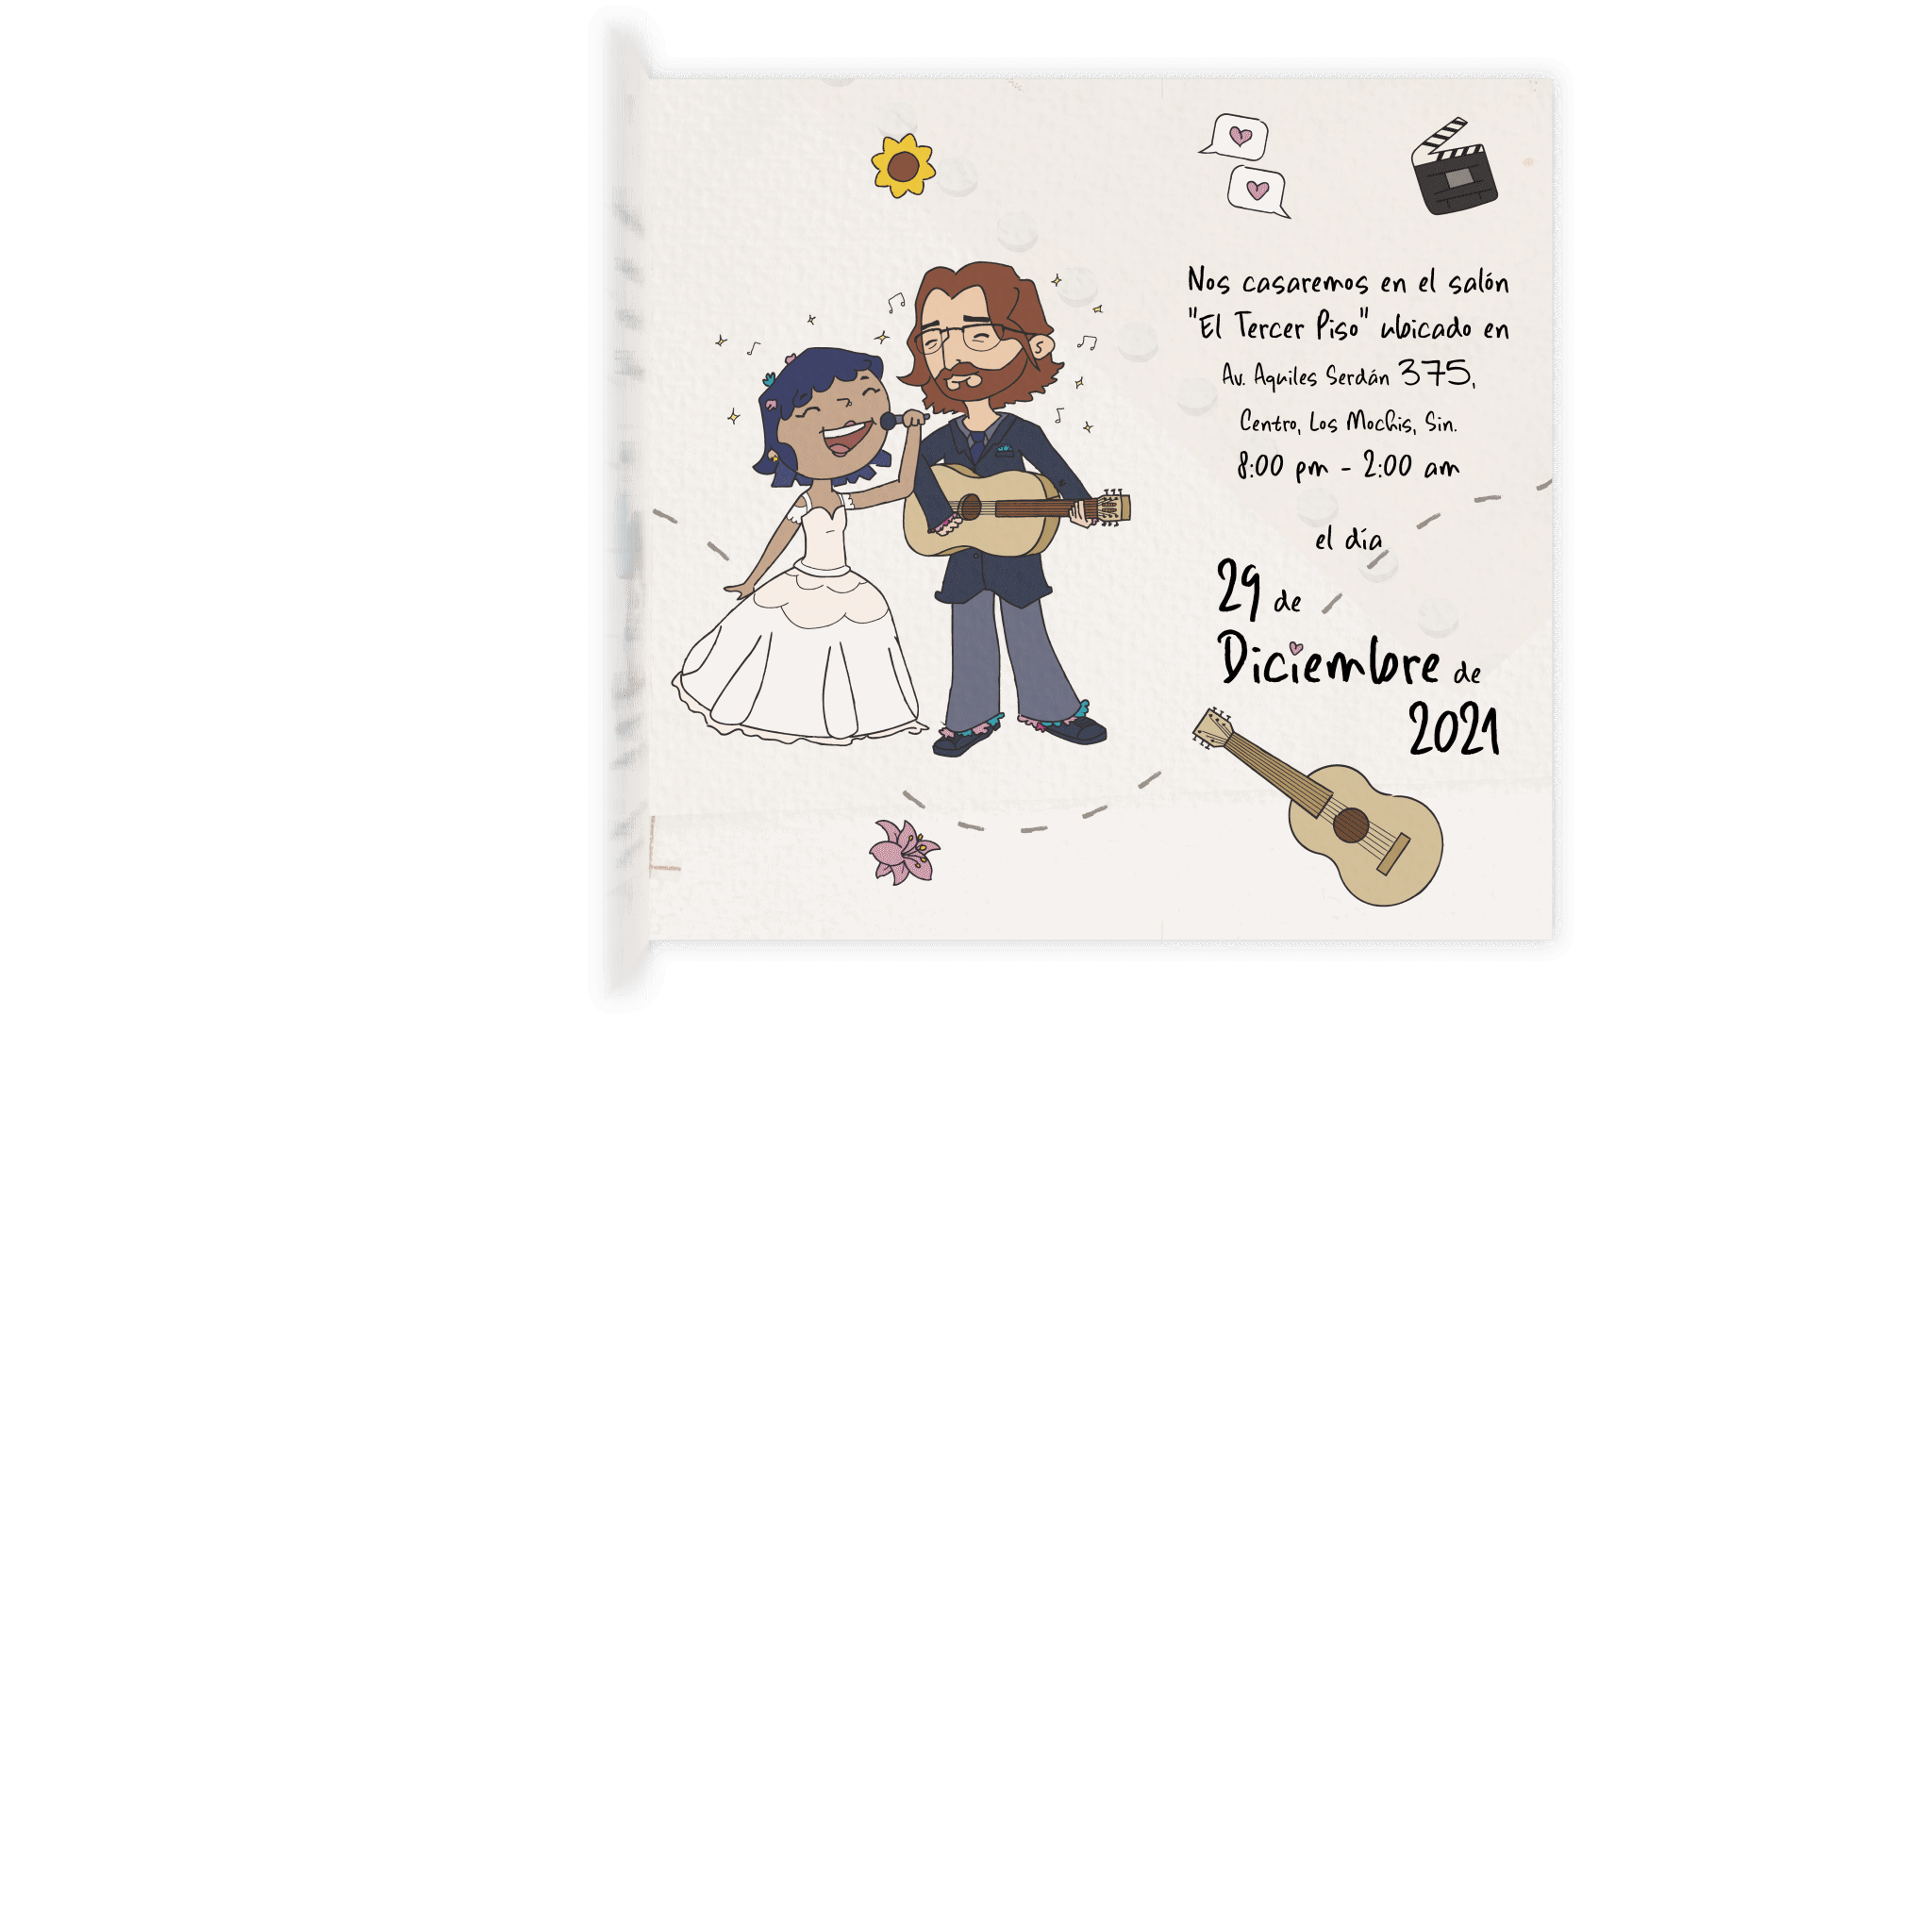 Nos casaremos en el salón
"El Tercer Piso" ubicado en
Av. Aquiles Serdán 375,
Centro, Los Mochis, Sin.
8:00 pm - 2:00 am
el día
29 de
Diciembre de
2021